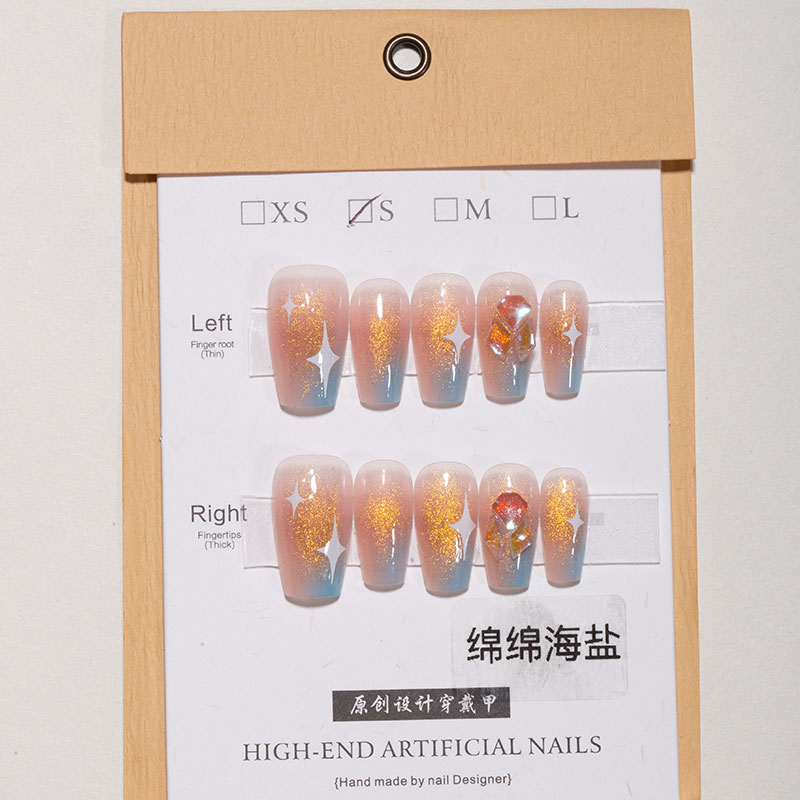 XS S M L
Left
Finger root
(Thin)
Right
Fingertips
(Thick)
绵绵海盐
原创设计穿戴甲
HIGH-END ARTIFICIAL NAILS
{Hand made by nail Designer}